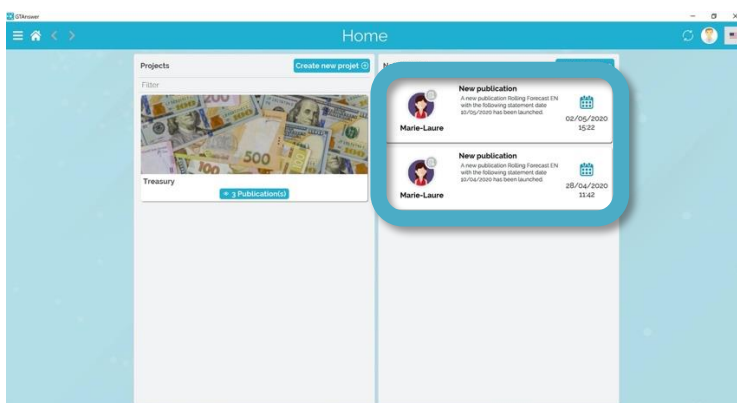 GTAnswer
Home
Projects
Create new projet
Filter
Treasury
3 Publication(s)
New publication
A new publication Rolling Forecast EN
with the following statement date
10/05/2020 has been launched
Marie-Laure
02/05/2020
15:22
New publication
A new publication Rolling Forecast EN
with the following statement date
10/04/2020 has been launched
Marie-Laure
28/04/2020
11:42